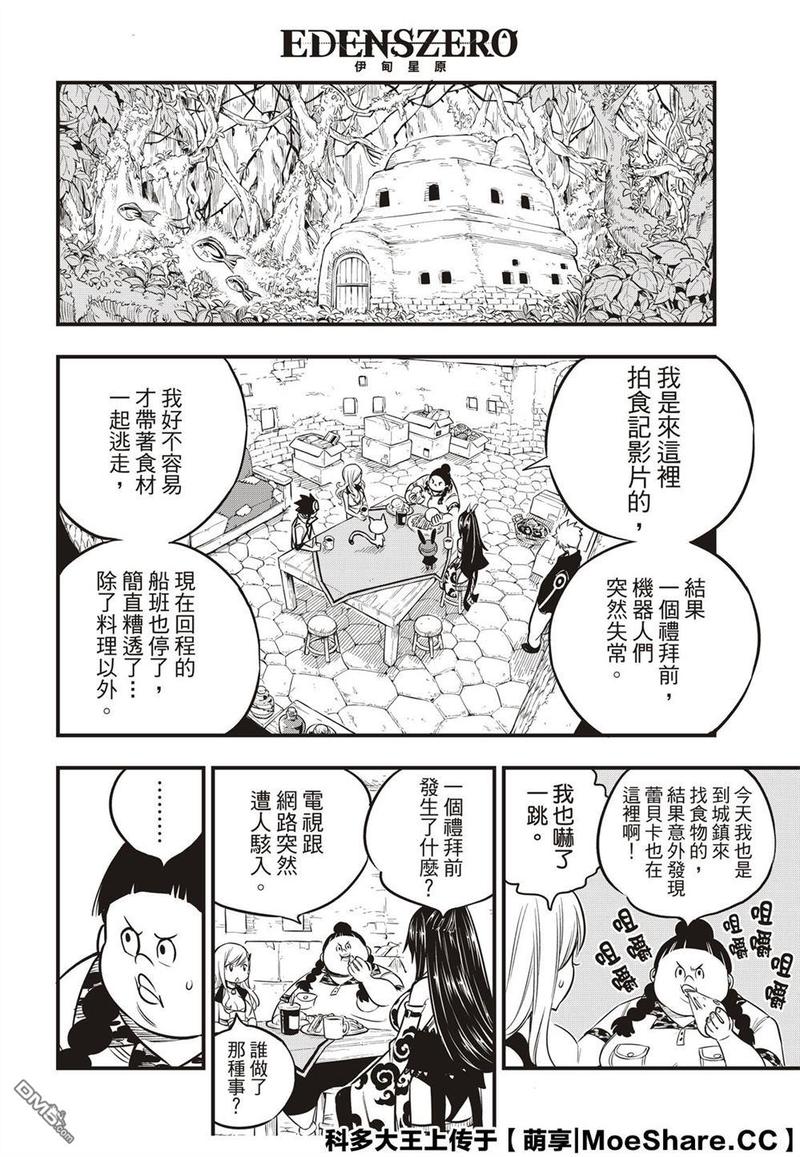 EDENSZERO
伊甸星原
我是來這裡
拍食記影片的，
結果
一個禮拜前，
機器人們
突然失常。
我好不容易
才帶著食材
一起逃走，
現在回程的
船班也停了，
簡直糟透了…
除了料理以外。
今天我也是
到城鎮來
找食物的，
結果意外發現
蕾貝卡也在
這裡啊！
我也嚇了
一跳。
咀嚼
咀嚼
咀嚼
咀嚼
一個禮拜前
發生了什麼？
電視跟
網路突然
遭人駭入。
誰做了
那種事？
………
DM5.COM
科多大王上传于【萌享|MoeShare.CC】